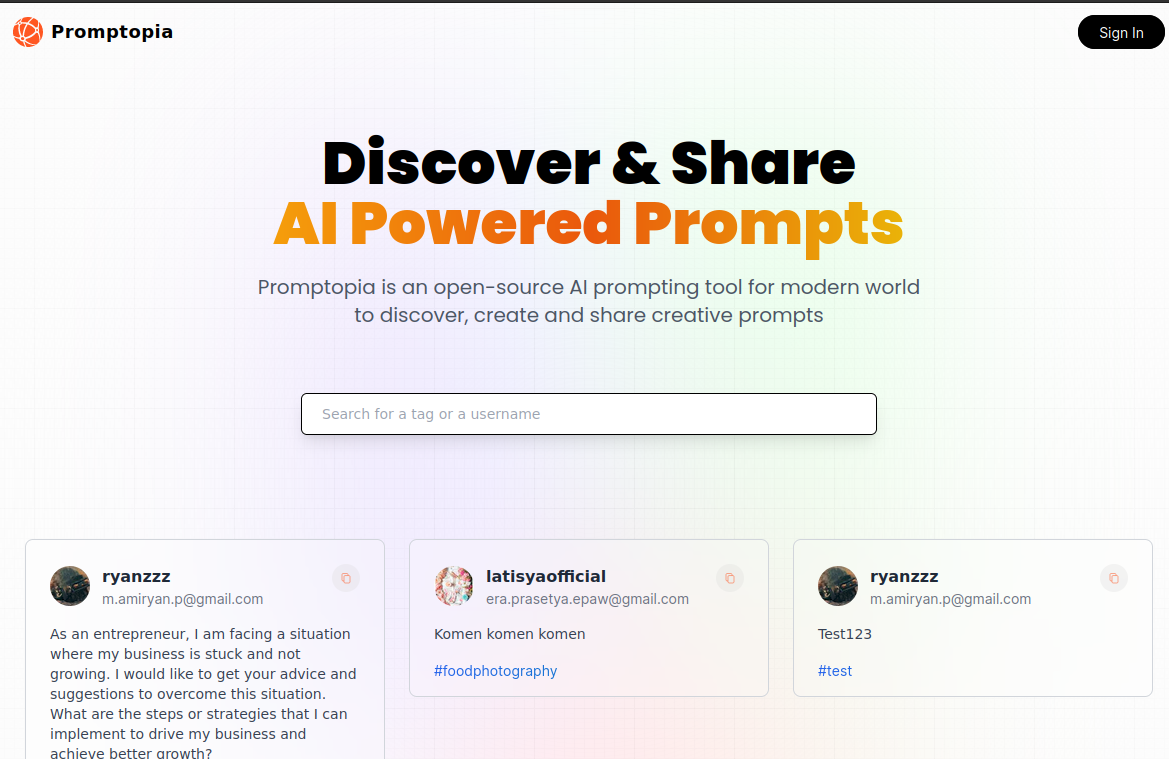 Promptopia
Sign In
Discover & Share
AI Powered Prompts
Promptopia is an open-source AI prompting tool for modern world
to discover, create and share creative prompts
Search for a tag or a username
ryanzzz
m.amiryan.p@gmail.com
As an entrepreneur, I am facing a situation
where my business is stuck and not
growing. I would like to get your advice and
suggestions to overcome this situation.
What are the steps or strategies that I can
implement to drive my business and
achieve better growth?
latisyaofficial
era.prasetya.epaw@gmail.com
Komen komen komen
#foodphotography
ryanzzz
m.amiryan.p@gmail.com
Test123
#test